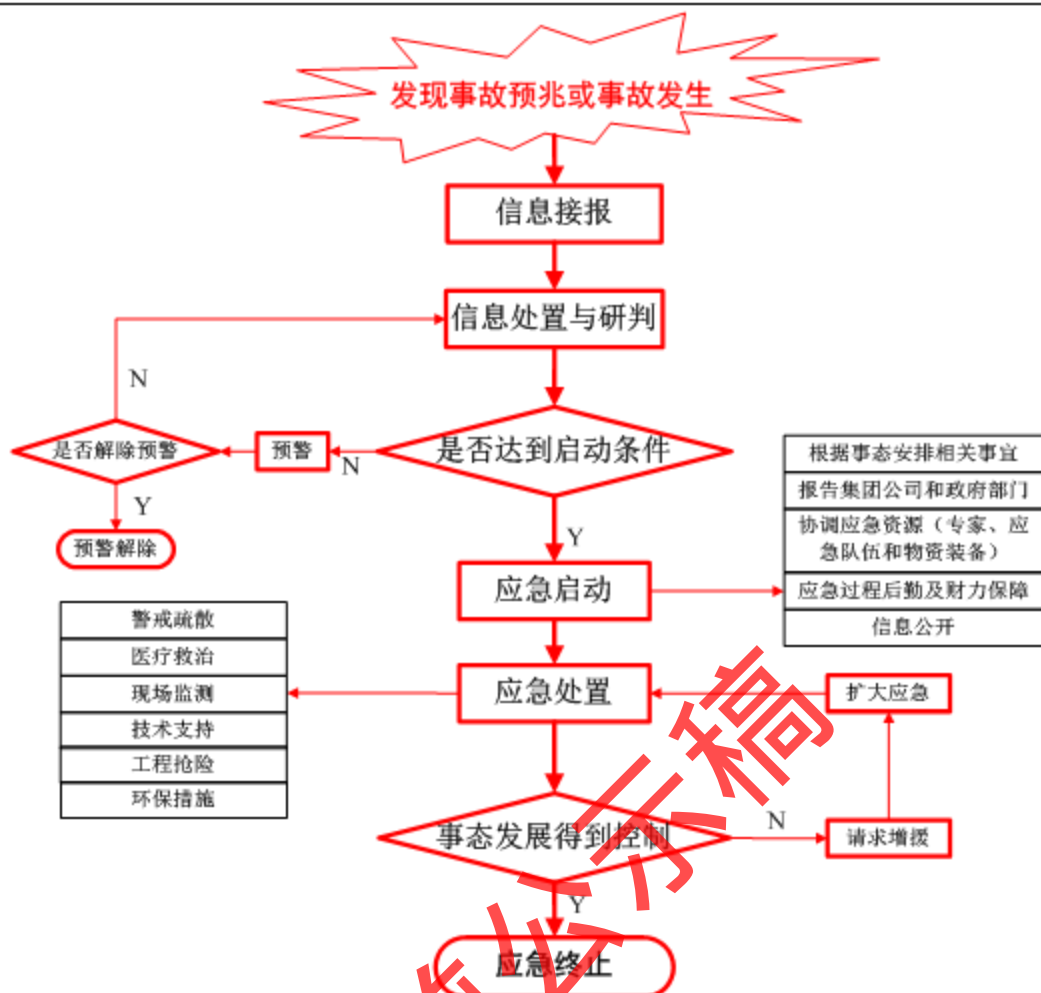 发现事故预兆或事故发生
信息接报
信息处置与研判
N
是否解除预警
预警
N
是否达到启动条件
Y
预警解除
Y
根据事态安排相关事宜
报告集团公司和政府部门
协调应急资源（专家、应
急队伍和物资装备）
应急过程后勤及财力保障
信息公开
应急启动
警戒疏散
医疗救治
现场监测
技术支持
工程抢险
环保措施
应急处置
扩大应急
事态发展得到控制
N
请求增援
Y
应急终止
公示稿